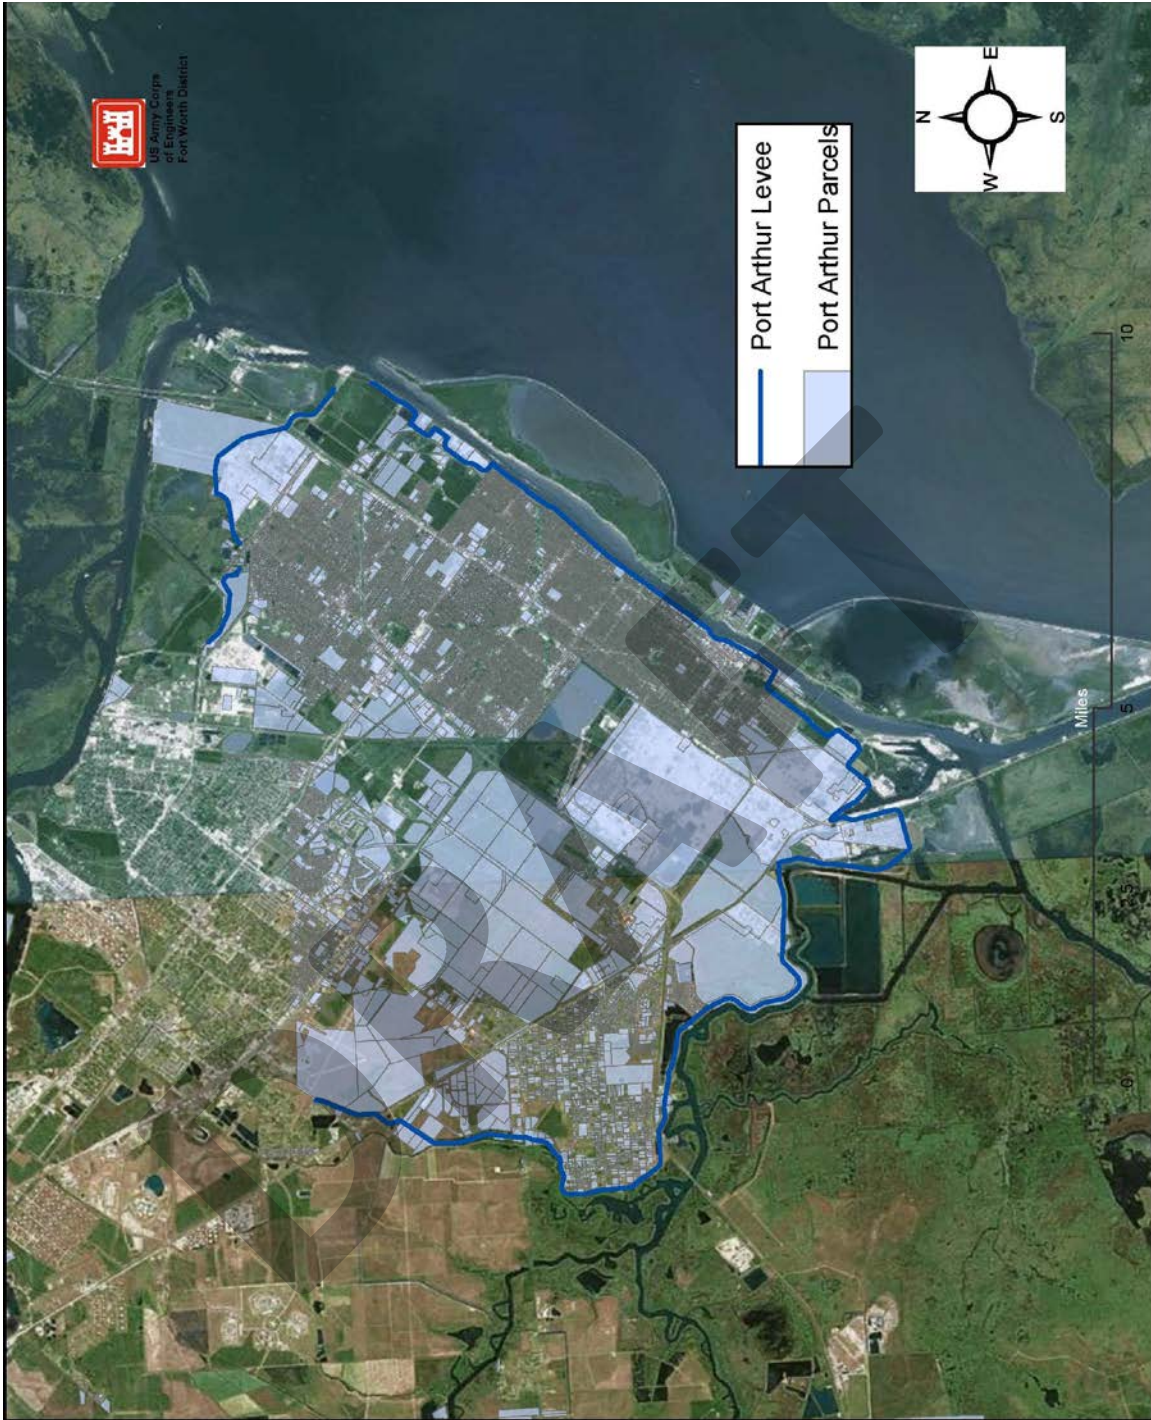 US Army Corps
of Engineers
Fort Worth District
N
E
S
W
Port Arthur Levee
Port Arthur Parcels
Miles
0
2.5
5
10
DRAFT